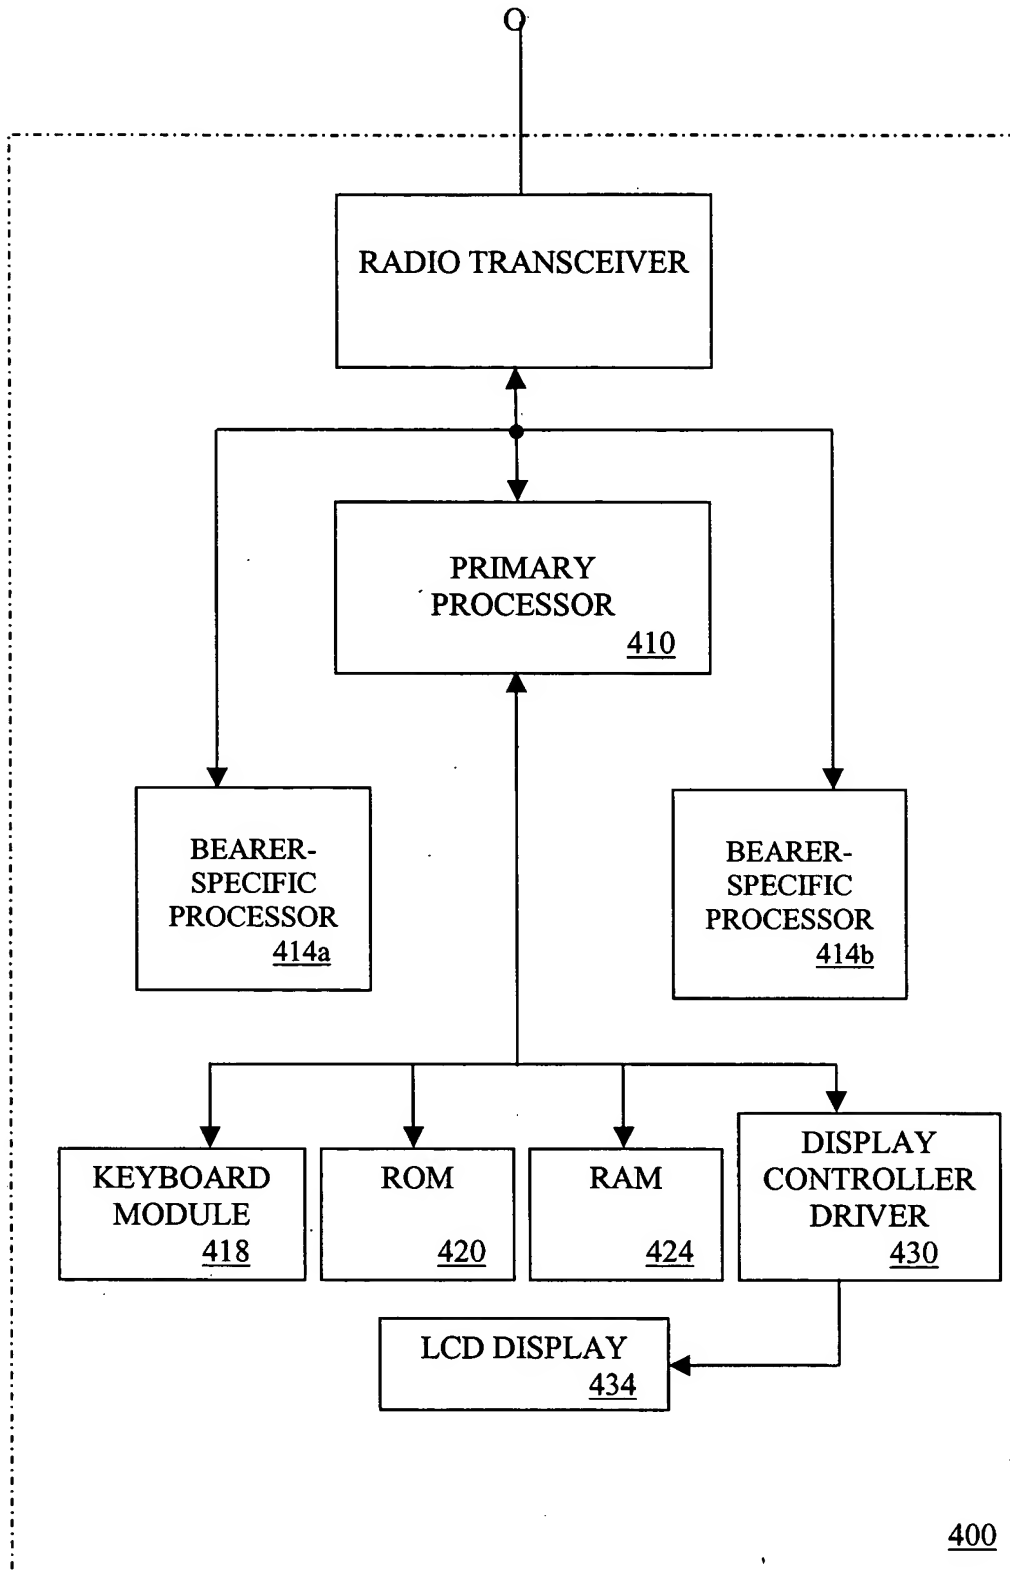 RADIO TRANSCEIVER
PRIMARY
PROCESSOR
410
BEARER-
SPECIFIC
PROCESSOR
414a
BEARER-
SPECIFIC
PROCESSOR
414b
KEYBOARD
MODULE
418
ROM
420
RAM
424
DISPLAY
CONTROLLER
DRIVER
430
LCD DISPLAY
434
400